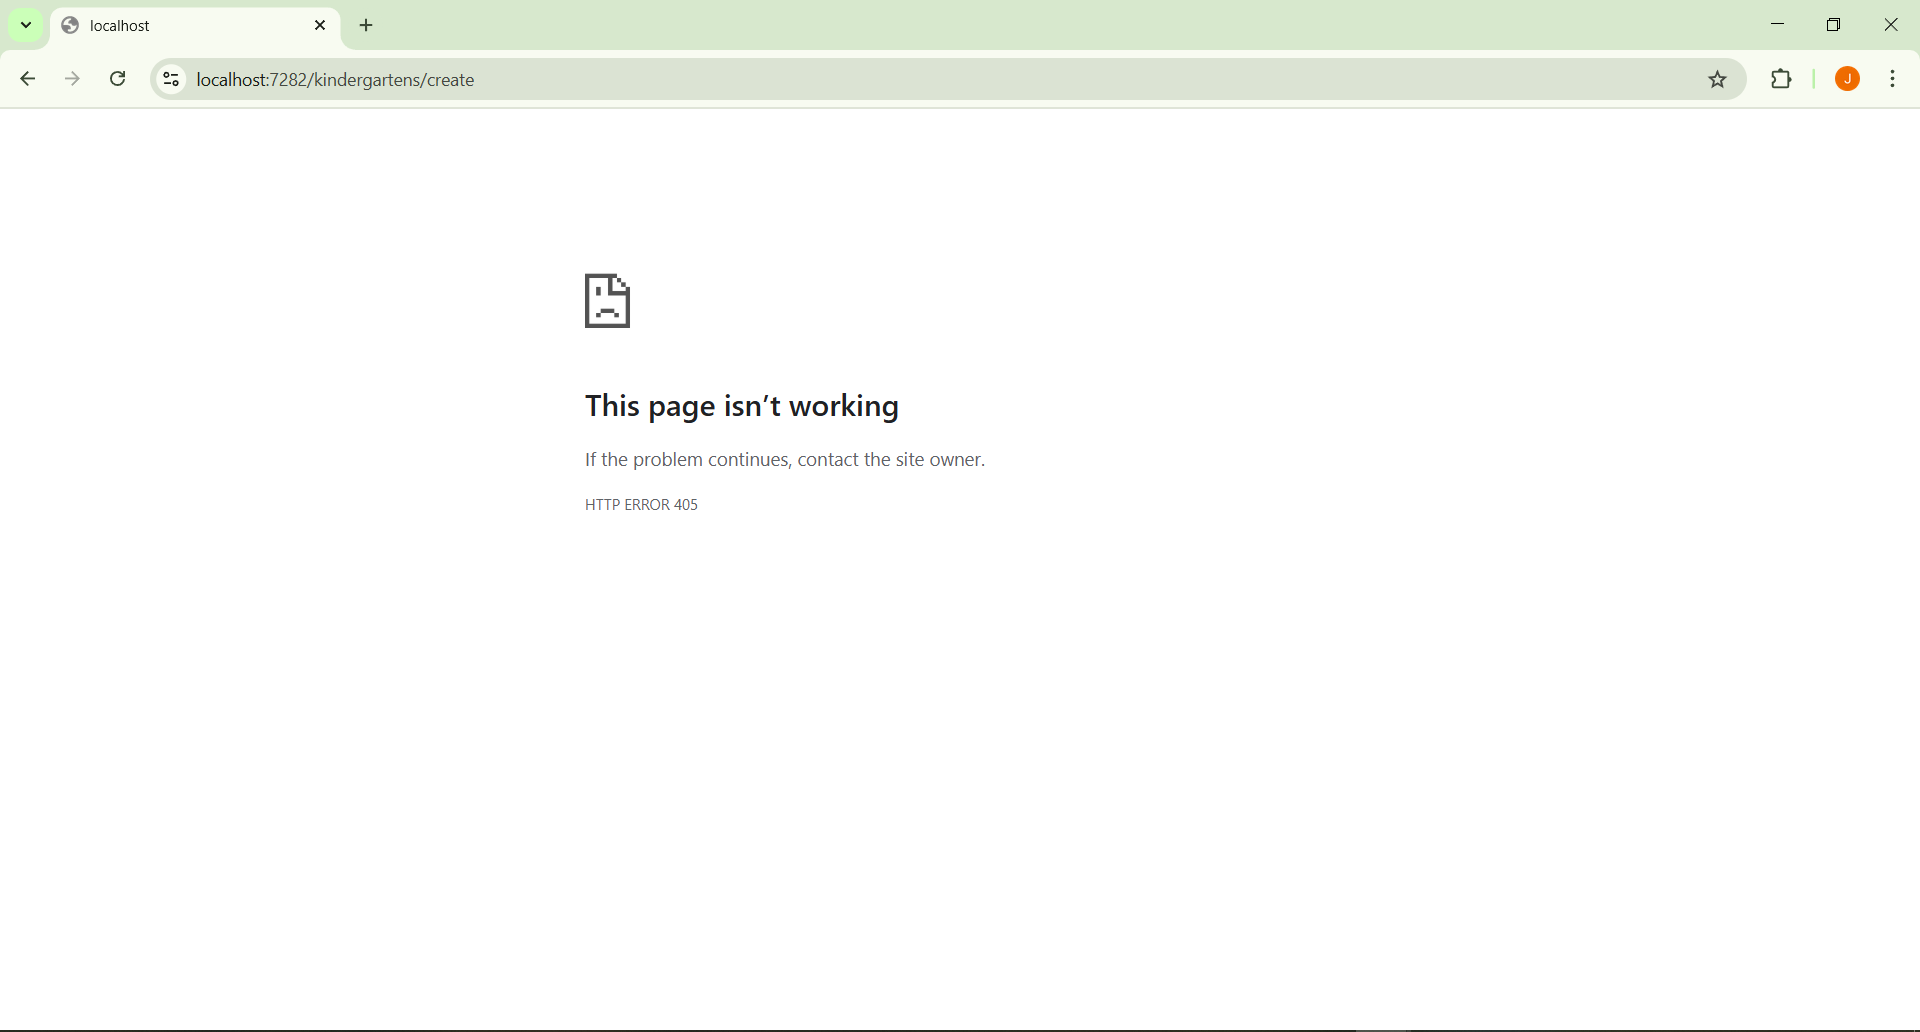 localhost
localhost:7282/kindergartens/create
J
This page isn’t working
If the problem continues, contact the site owner.
HTTP ERROR 405